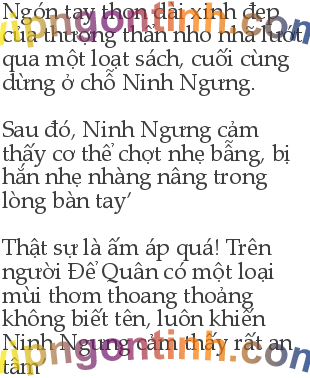 Ngón tay thon dài xinh đẹp
của thượng thần nho nhã lướt
qua một loạt sách, cuối cùng
dừng ở chỗ Ninh Ngưng.
Sau đó, Ninh Ngưng cảm
thấy cơ thể chợt nhẹ bẫng, bị
hắn nhẹ nhàng nâng trong
lòng bàn tay’
Thật sự là ấm áp quá! Trên
người Để Quân có một loại
mùi thơm thoang thoảng
không biết tên, luôn khiến
Ninh Ngưng cảm thấy rất an
tâm
vipngontinh.com
vipngontinh.com